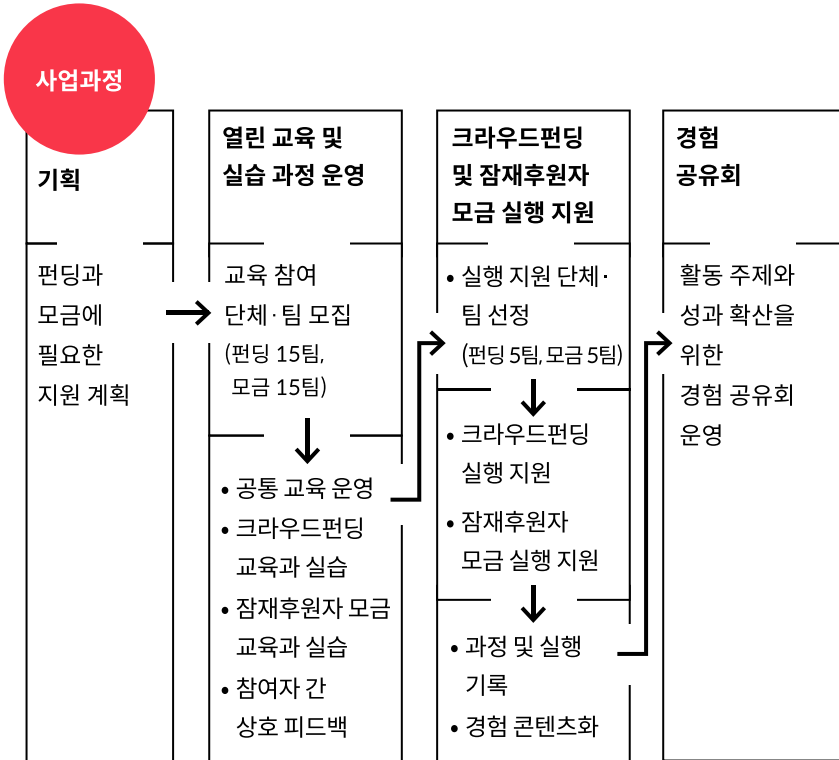 사업과정
기획
펀딩과
모금에
필요한
지원 계획
열린 교육 및
실습 과정 운영
교육 참여
단체·팀 모집
(펀딩 15팀,
모금 15팀)
• 공통 교육 운영
• 크라우드펀딩
교육과 실습
• 잠재후원자 모금
교육과 실습
• 참여자 간
상호 피드백
크라우드펀딩
및 잠재후원자
모금 실행 지원
• 실행 지원 단체·
팀 선정
(펀딩 5팀, 모금 5팀)
• 크라우드펀딩
실행 지원
• 잠재후원자
모금 실행 지원
• 과정 및 실행
기록
• 경험 콘텐츠화
경험
공유회
활동 주제와
성과 확산을
위한
경험 공유회
운영